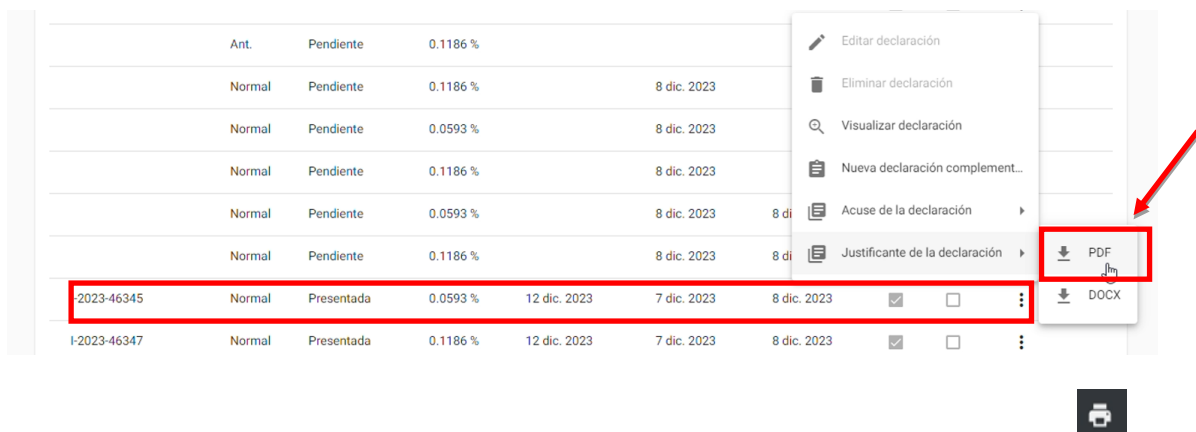 Ant. Pendiente 0.1186 % Editar declaración
Normal Pendiente 0.1186 % 8 dic. 2023 Eliminar declaración
Normal Pendiente 0.0593 % 8 dic. 2023 Visualizar declaración
Normal Pendiente 0.1186 % 8 dic. 2023 Nueva declaración complement...
Normal Pendiente 0.0593 % 8 dic. 2023 8 di Acuse de la declaración
Normal Pendiente 0.1186 % 8 dic. 2023 8 di Justificante de la declaración PDF
-2023-46345 Normal Presentada 0.0593 % 12 dic. 2023 7 dic. 2023 8 dic. 2023 DOCX
I-2023-46347 Normal Presentada 0.1186 % 12 dic. 2023 7 dic. 2023 8 dic. 2023